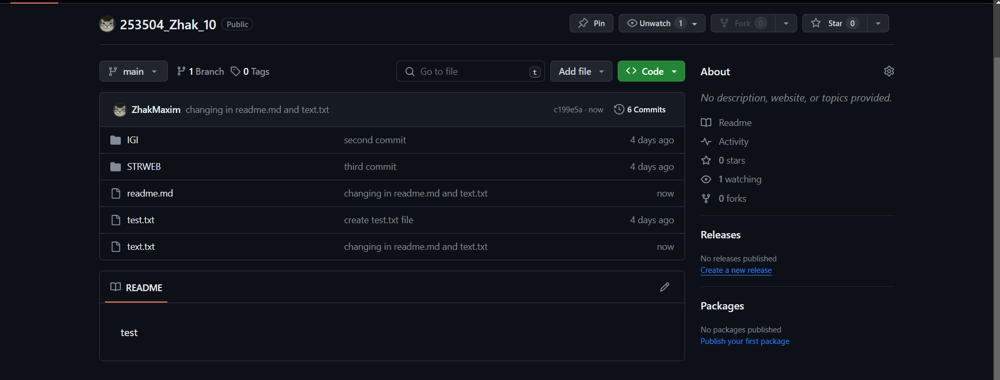 253504_Zhak_10 Public Pin Unwatch 1 Fork 0 Star 0
main 1 Branch 0 Tags Go to file t Add file Code
ZhakMaxim changing in readme.md and text.txt c199e5a · now 6 Commits
IGI second commit 4 days ago
STRWEB third commit 4 days ago
readme.md changing in readme.md and text.txt now
test.txt create test.txt file 4 days ago
text.txt changing in readme.md and text.txt now
README
test
About
No description, website, or topics provided.
Readme
Activity
0 stars
1 watching
0 forks
Releases
No releases published
Create a new release
Packages
No packages published
Publish your first package